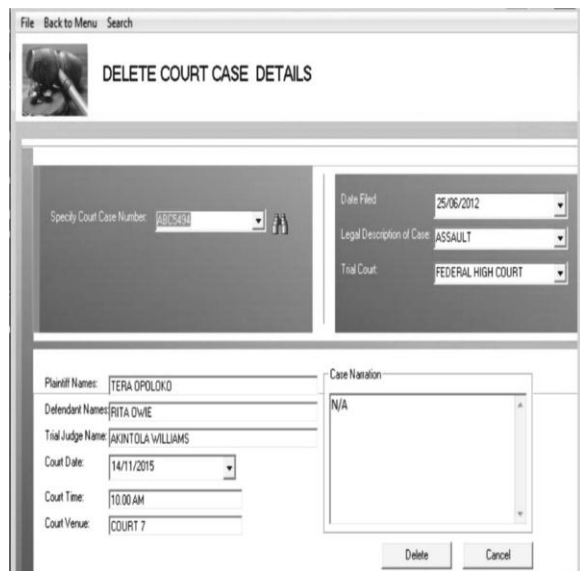 File Back to Menu Search
DELETE COURT CASE DETAILS
Specify Court Case Number: ABC5494
Date Filed 25/06/2012
Legal Description of Case: ASSAULT
Trial Court: FEDERAL HIGH COURT
Plaintiff Names: TERA OPOLOKO
Defendant Names: RITA OWIE
Trial Judge Name: AKINTOLA WILLIAMS
Court Date: 14/11/2015
Court Time: 10.00 AM
Court Venue: COURT 7
Case Narration
N/A
Delete Cancel